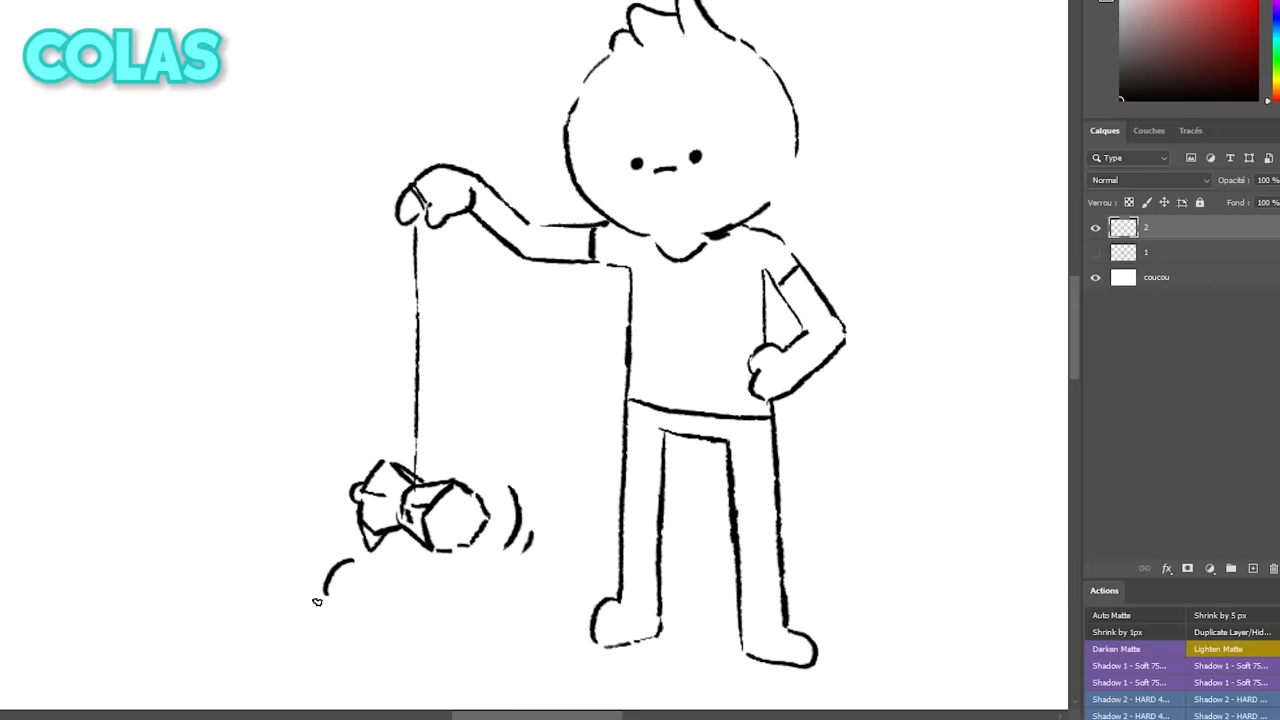 COLAS
Calques Couches Tracés
Type
Normal Opacité : 100 %
Verrou : Fond : 100 %
2
1
coucou
fx
Actions
Auto Matte Shrink by 5 px
Shrink by 1px Duplicate Layer/Hid...
Darken Matte Lighten Matte
Shadow 1 - Soft 75... Shadow 1 - Soft 75...
Shadow 1 - Soft 75... Shadow 1 - Soft 75...
Shadow 2 - HARD 4... Shadow 2 - HARD ...
Shadow 2 - HARD ... Shadow 2 - HARD ...